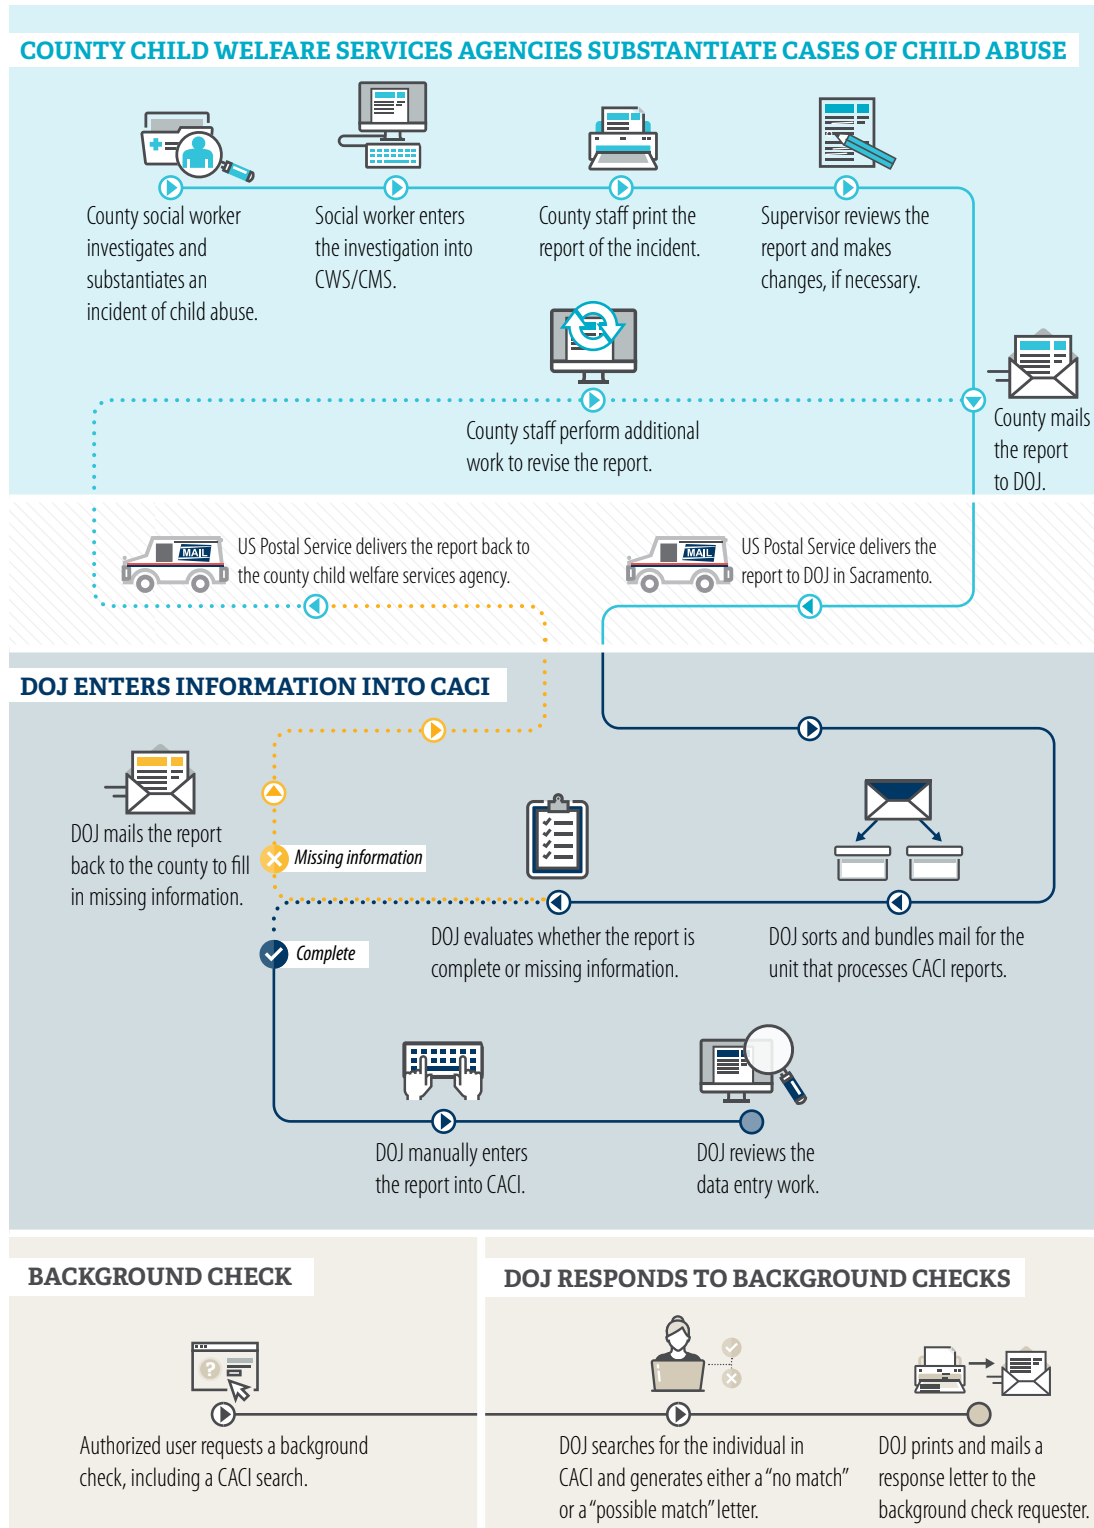 COUNTY CHILD WELFARE SERVICES AGENCIES SUBSTANTIATE CASES OF CHILD ABUSE
County social worker
investigates and
substantiates an
incident of child abuse.
Social worker enters
the investigation into
CWS/CMS.
County staff print the
report of the incident.
Supervisor reviews the
report and makes
changes, if necessary.
County staff perform additional
work to revise the report.
County mails
the report
to DOJ.
MAIL
US Postal Service delivers the report back to
the county child welfare services agency.
MAIL
US Postal Service delivers the
report to DOJ in Sacramento.
DOJ ENTERS INFORMATION INTO CACI
DOJ mails the report
back to the county to fill
in missing information.
Missing information
Complete
DOJ evaluates whether the report is
complete or missing information.
DOJ sorts and bundles mail for the
unit that processes CACI reports.
DOJ manually enters
the report into CACI.
DOJ reviews the
data entry work.
BACKGROUND CHECK
Authorized user requests a background
check, including a CACI search.
DOJ RESPONDS TO BACKGROUND CHECKS
DOJ searches for the individual in
CACI and generates either a “no match”
or a “possible match” letter.
DOJ prints and mails a
response letter to the
background check requester.